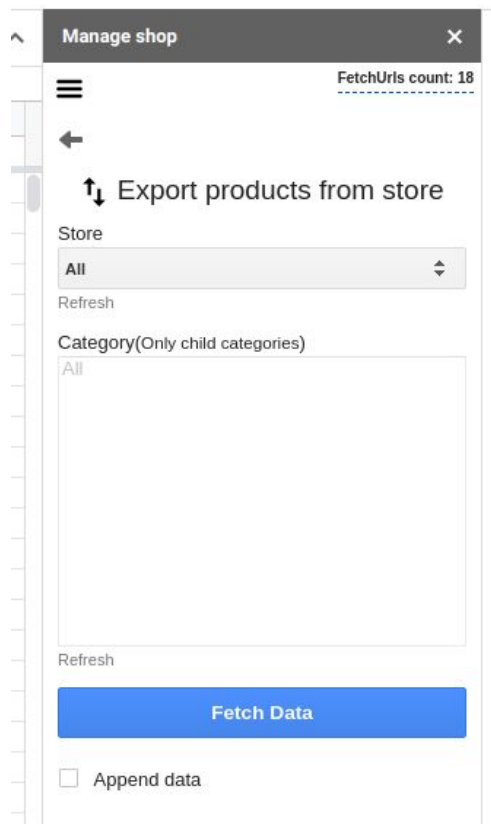 Manage shop
FetchUrls count: 18
Export products from store
Store
All
Refresh
Category(Only child categories)
All
Refresh
Fetch Data
Append data